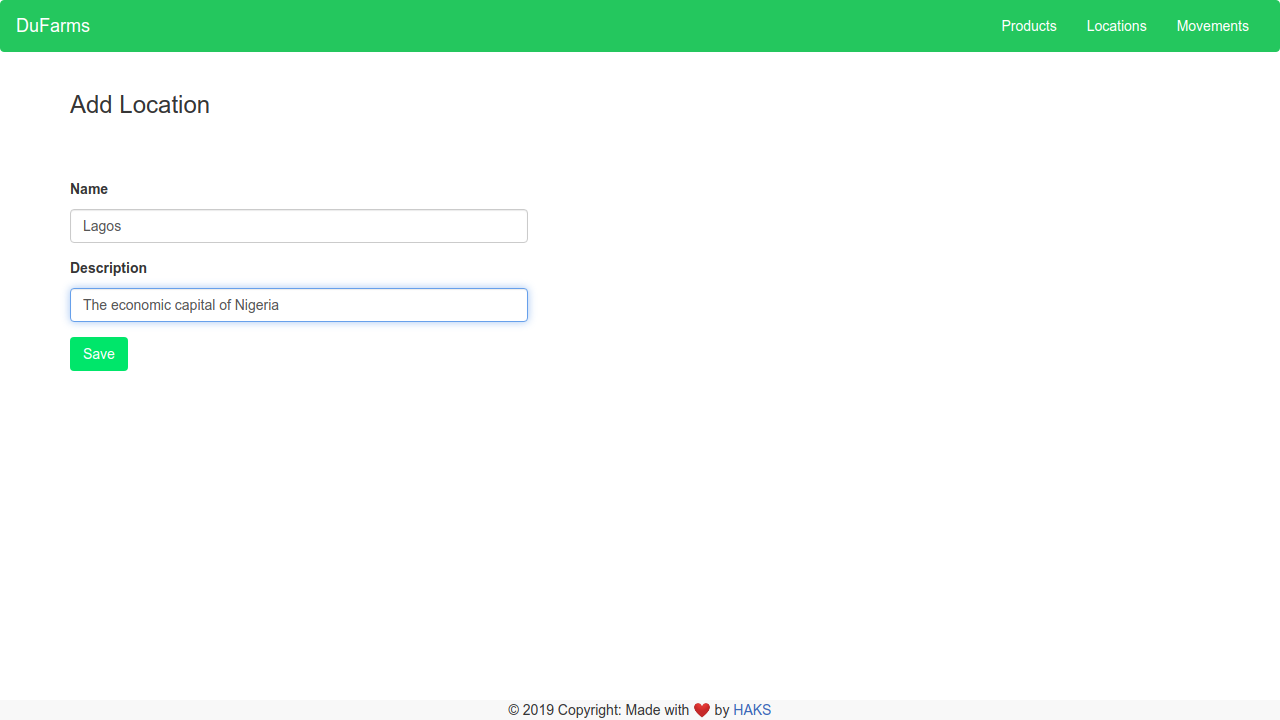 DuFarms Products Locations Movements
Add Location
Name
Lagos
Description
The economic capital of Nigeria
Save
© 2019 Copyright: Made with ❤️ by HAKS